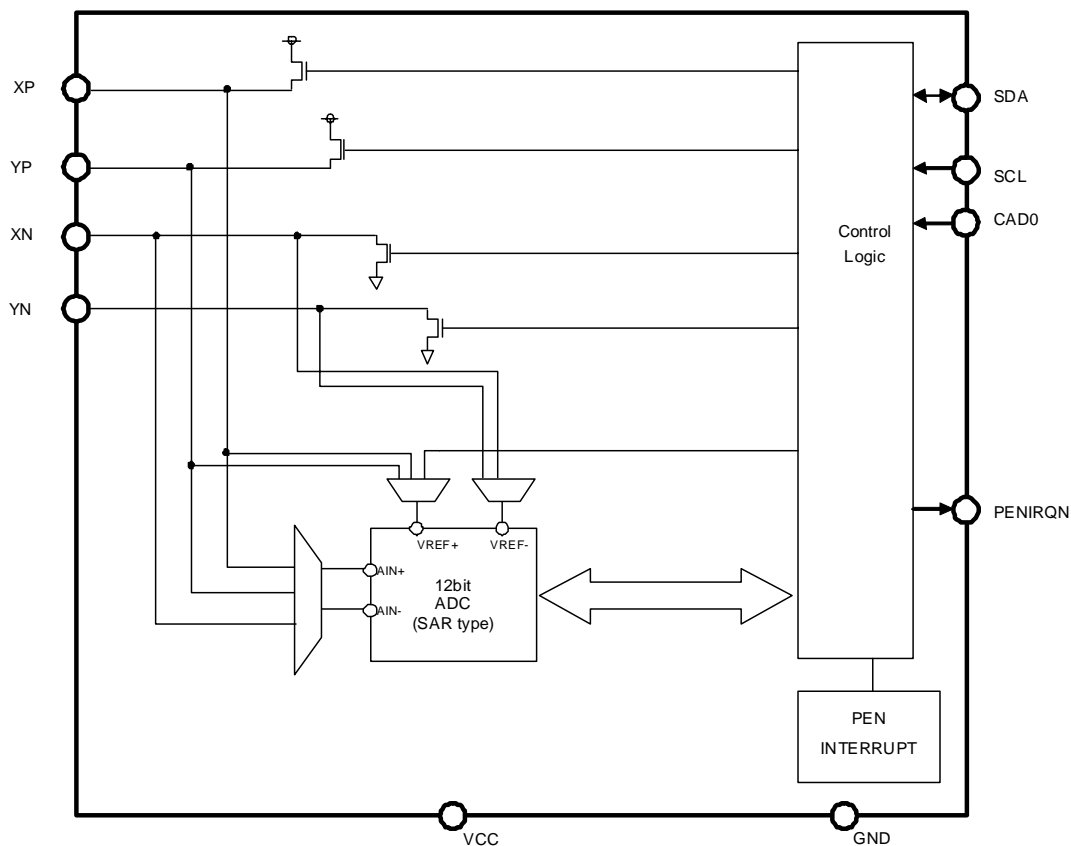 XP
YP
XN
YN
SDA
SCL
CAD0
Control
Logic
PENIRQN
VREF+
VREF-
AIN+
AIN-
12bit
ADC
(SAR type)
PEN
INTERRUPT
VCC
GND